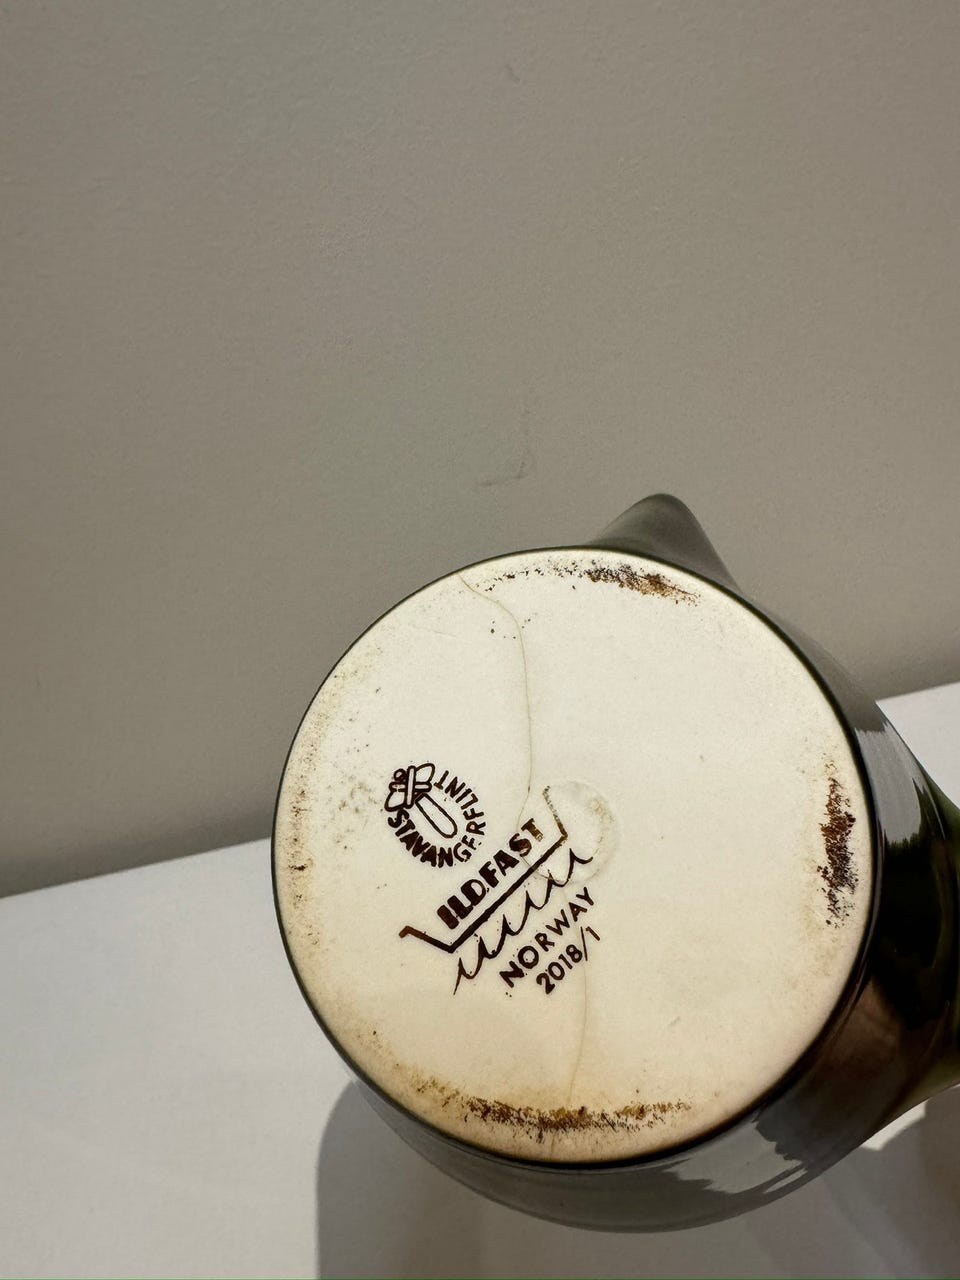 STAVANGERFLINT
ILDFAST
NORWAY
2018/1